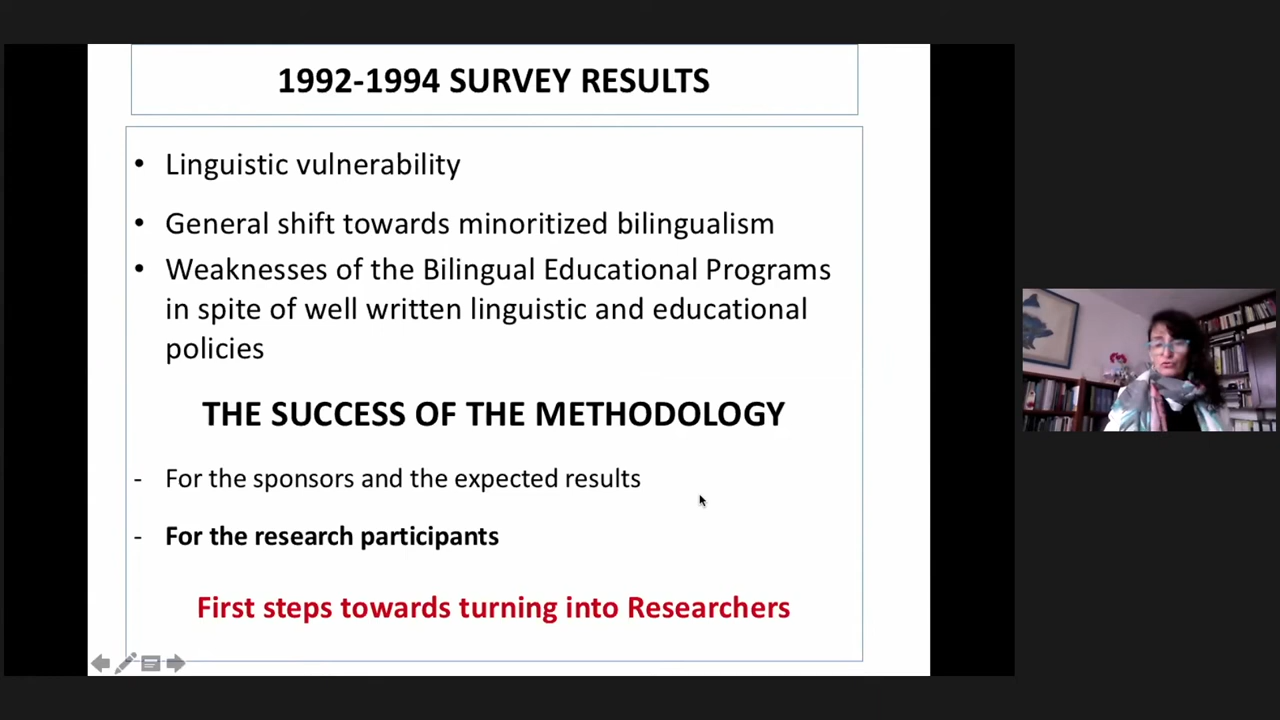 1992-1994 SURVEY RESULTS
• Linguistic vulnerability
• General shift towards minoritized bilingualism
• Weaknesses of the Bilingual Educational Programs
in spite of well written linguistic and educational
policies
THE SUCCESS OF THE METHODOLOGY
- For the sponsors and the expected results
- For the research participants
First steps towards turning into Researchers